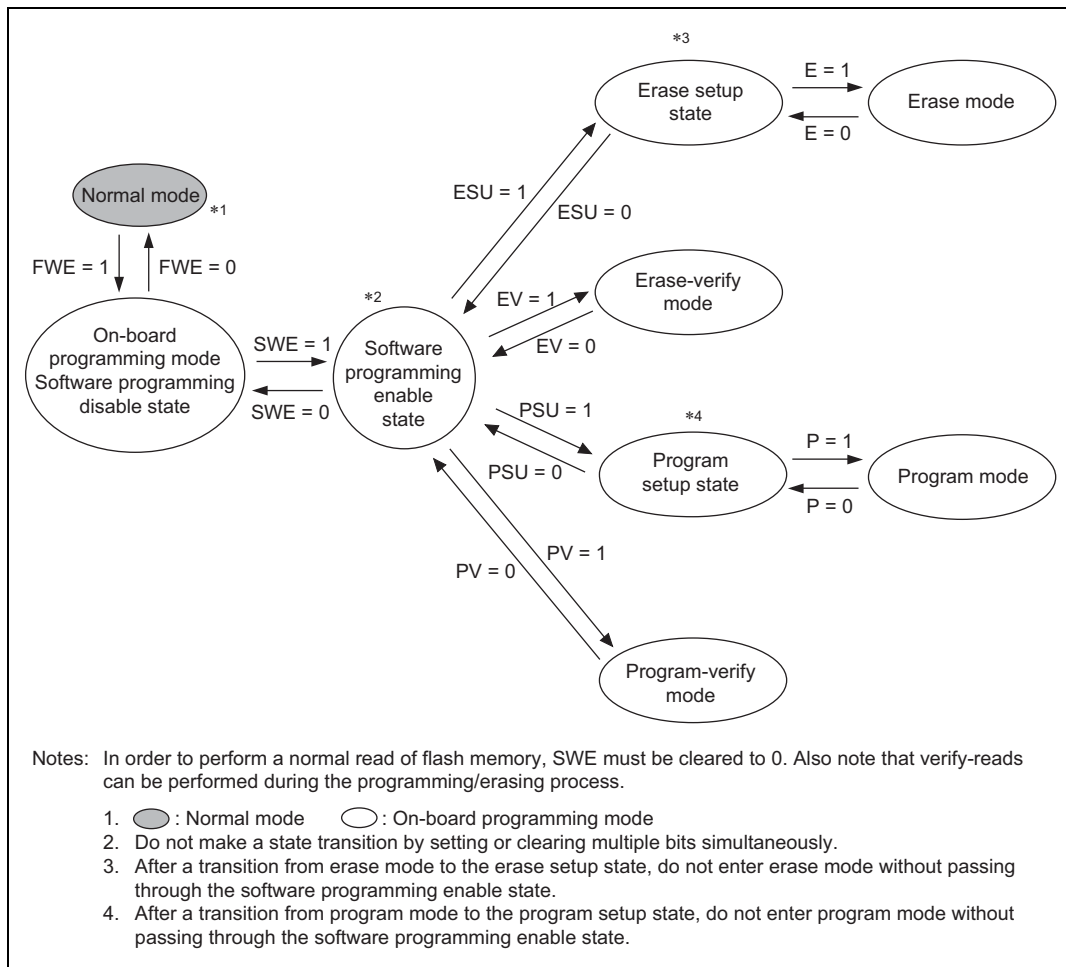 *3
Erase setup
state
E = 1
E = 0
Erase mode
Normal mode
*1
ESU = 1
ESU = 0
FWE = 1
FWE = 0
Erase-verify
mode
*2
EV = 1
EV = 0
On-board
programming mode
Software programming
disable state
SWE = 1
SWE = 0
Software
programming
enable
state
PSU = 1
PSU = 0
*4
Program
setup state
P = 1
P = 0
Program mode
PV = 1
PV = 0
Program-verify
mode
Notes: In order to perform a normal read of flash memory, SWE must be cleared to 0. Also note that verify-reads
can be performed during the programming/erasing process.
1. : Normal mode : On-board programming mode
2. Do not make a state transition by setting or clearing multiple bits simultaneously.
3. After a transition from erase mode to the erase setup state, do not enter erase mode without passing
through the software programming enable state.
4. After a transition from program mode to the program setup state, do not enter program mode without
passing through the software programming enable state.